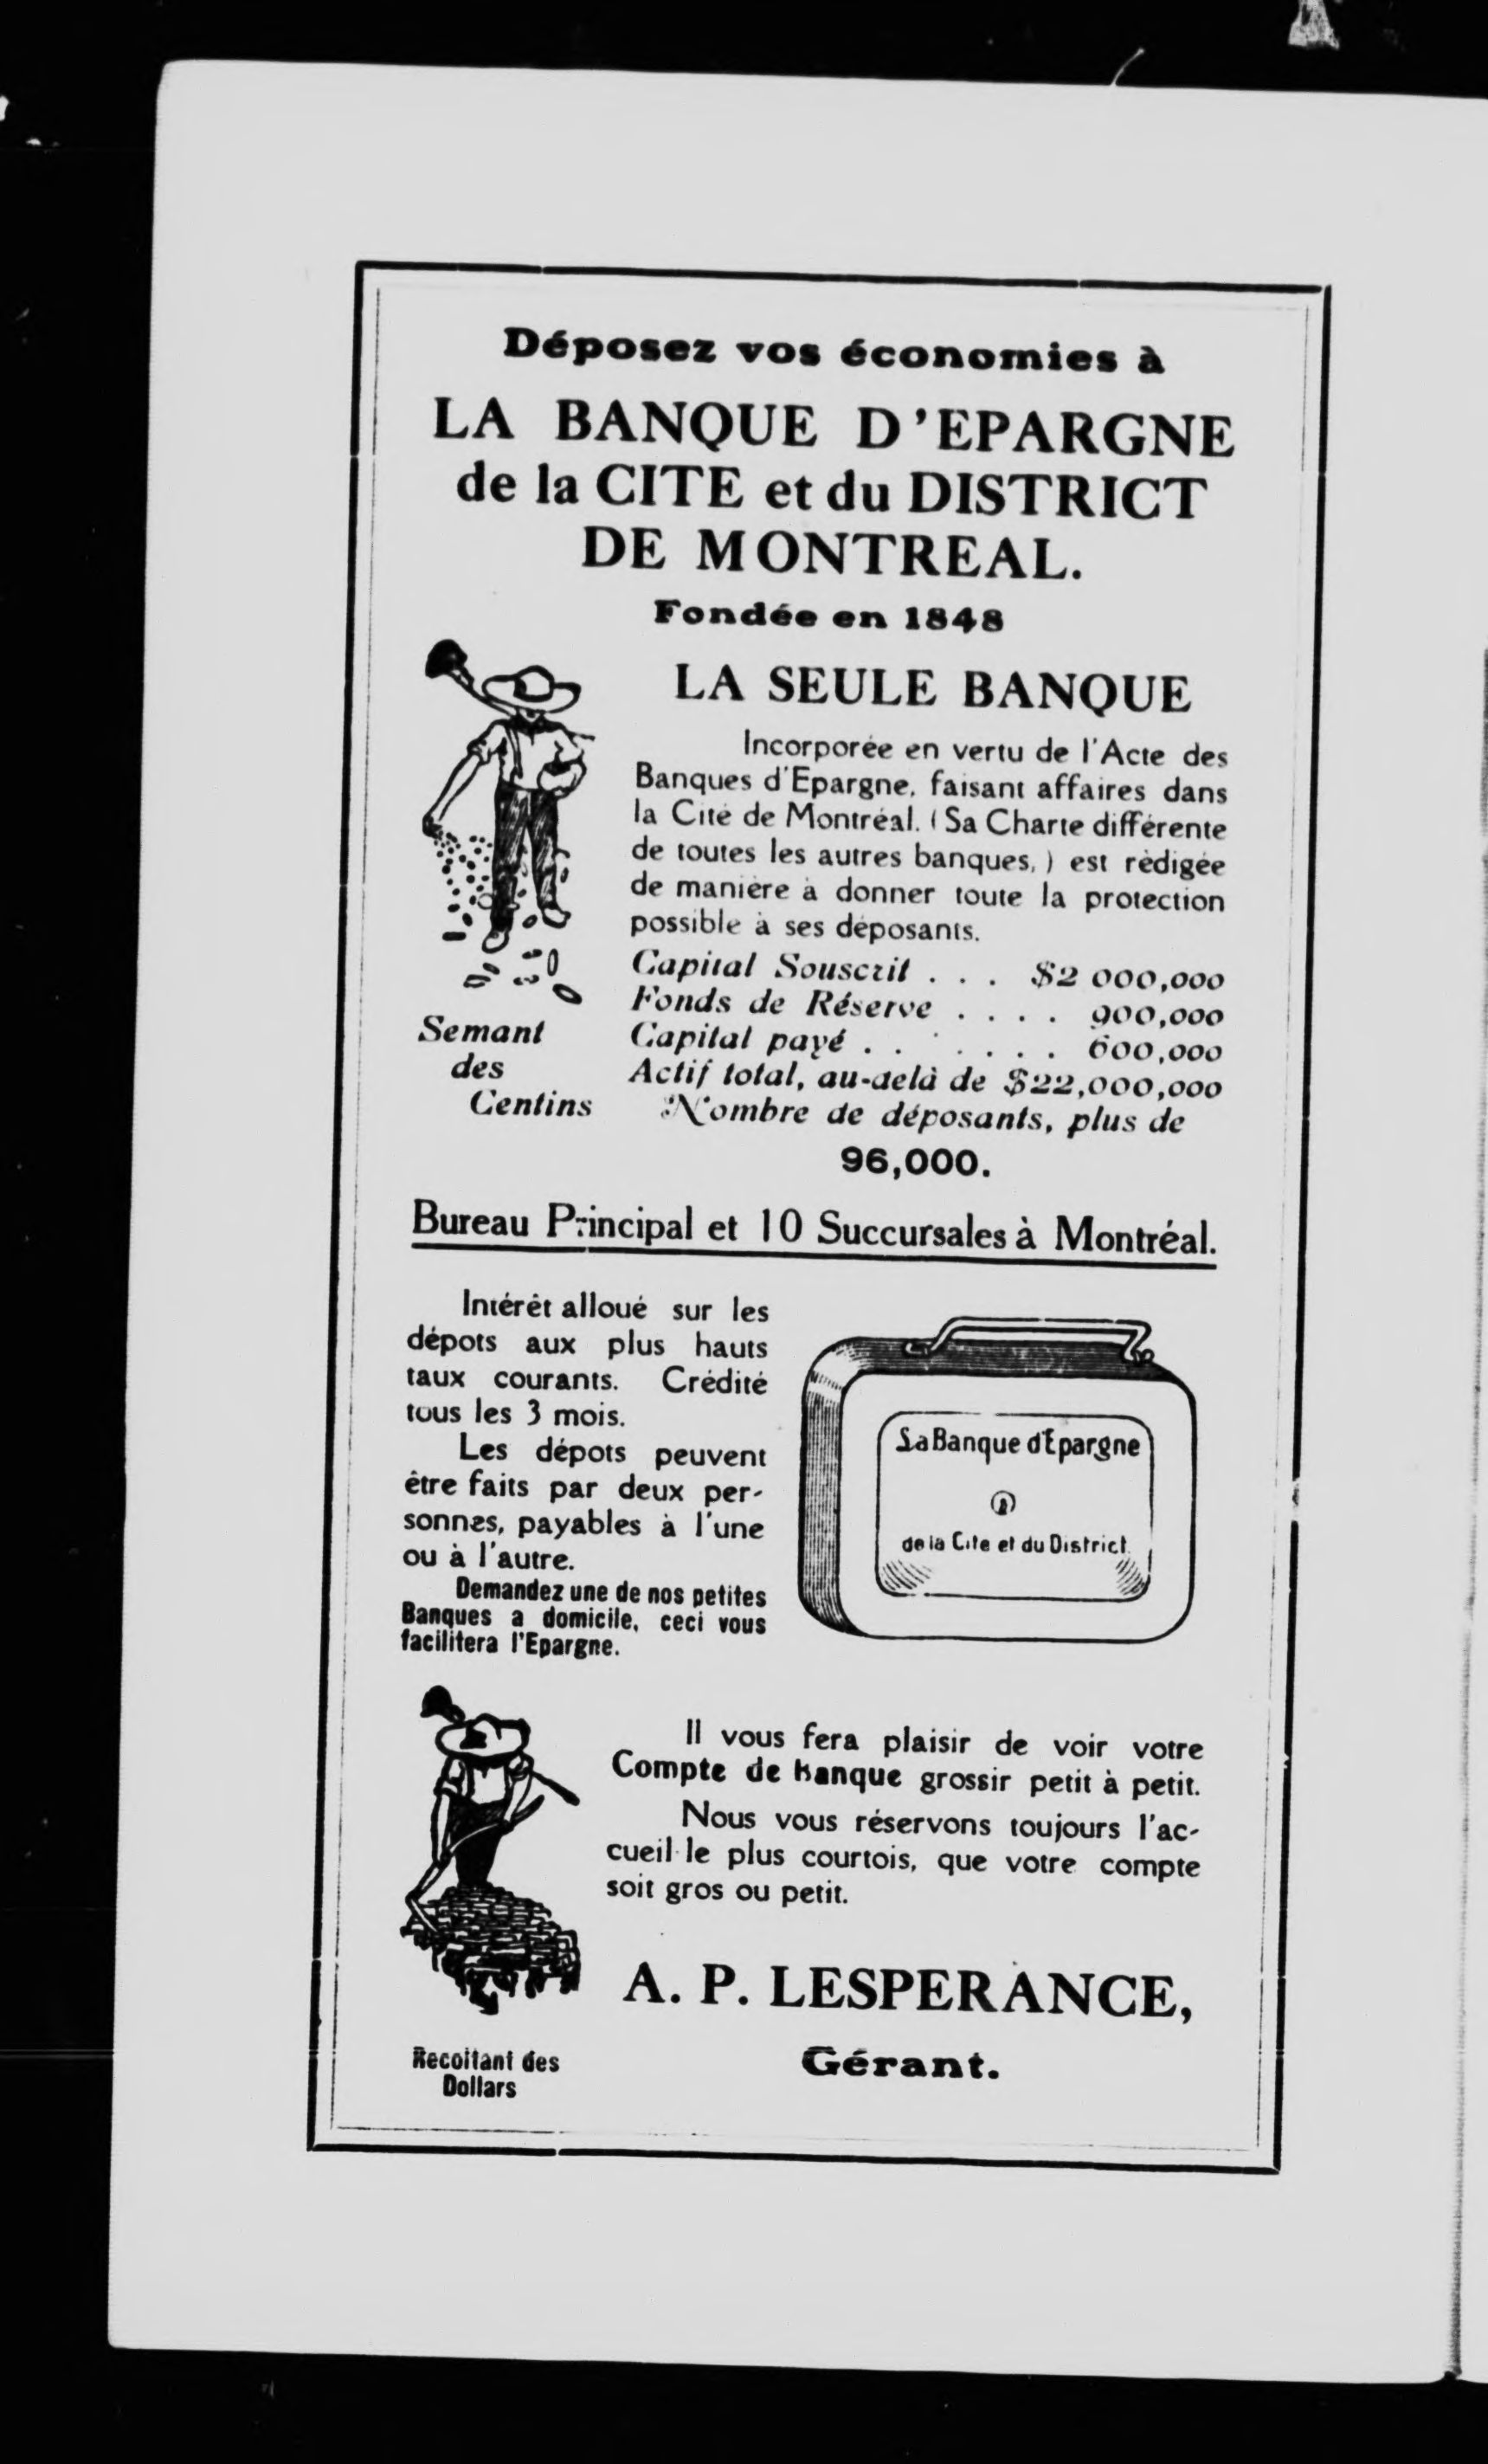 Déposez vos économies à
LA BANQUE D'EPARGNE
de la CITE et du DISTRICT
DE MONTREAL.
Fondée en 1848
LA SEULE BANQUE
Incorporée en vertu de l'Acte des
Banques d'Epargne, faisant affaires dans
la Cité de Montréal. (Sa Charte différente
de toutes les autres banques,) est rédigée
de manière à donner toute la protection
possible à ses déposants.
Capital Souscrit . . . $2 000,000
Fonds de Réserve . . . . 900,000
Capital payé . . . . . . . 600,000
Actif total, au-delà de $22,000,000
Nombre de déposants, plus de
96,000.
Semant
des
Centins
Bureau Principal et 10 Succursales à Montréal.
Intérêt alloué sur les
dépots aux plus hauts
taux courants. Crédité
tous les 3 mois.
Les dépots peuvent
être faits par deux per-
sonnes, payables à l'une
ou à l'autre.
Demandez une de nos petites
Banques a domicile, ceci vous
facilitera l'Epargne.
La Banque d'Epargne
de la Cite et du District
Il vous fera plaisir de voir votre
Compte de Banque grossir petit à petit.
Nous vous réservons toujours l'ac-
cueil le plus courtois, que votre compte
soit gros ou petit.
A. P. LESPERANCE,
Gérant.
Recoltant des
Dollars